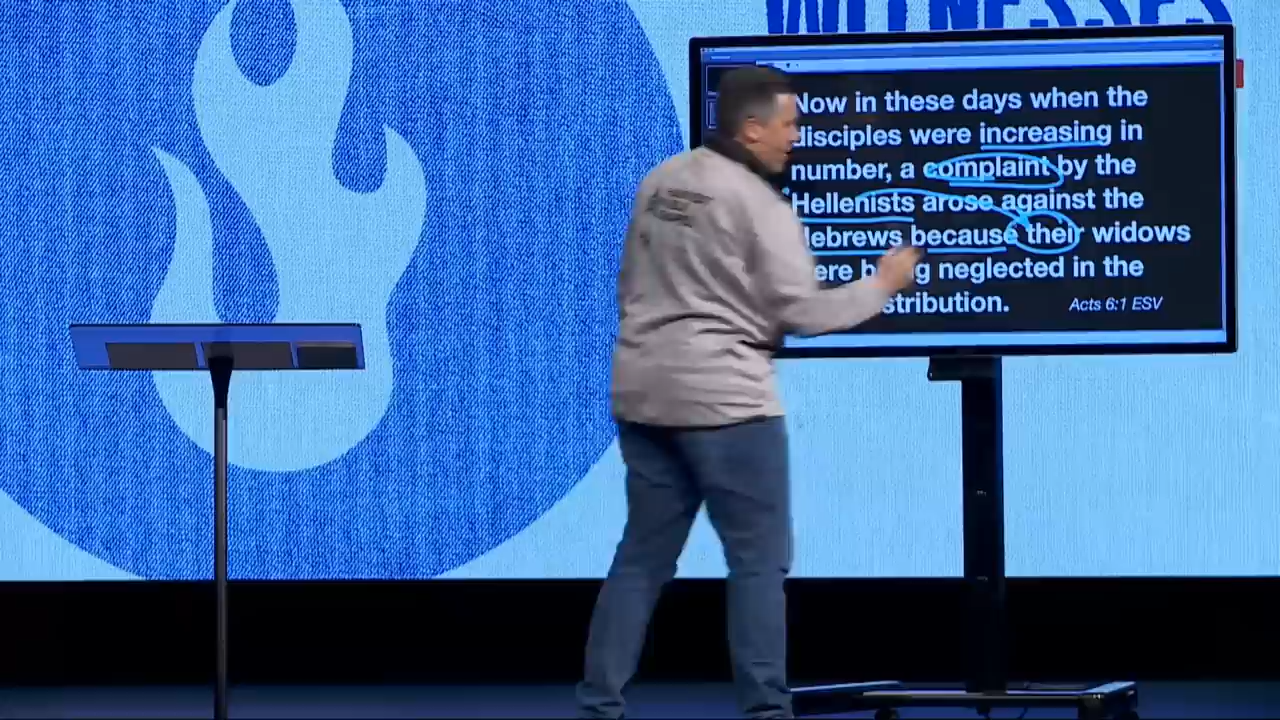 WITNESSES
Now in these days when the
disciples were increasing in
number, a complaint by the
Hellenists arose against the
Hebrews because their widows
neglected in the
Acts 6:1 ESV